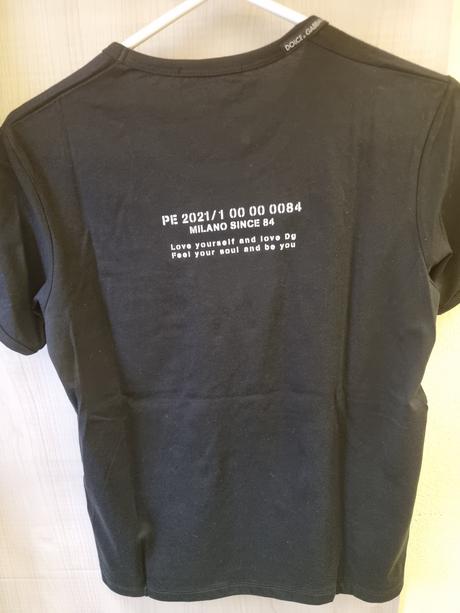 DOLCE & GABBANA
PE 2021/1 00 00 0084
MILANO SINCE 84
Love yourself and love Dg
Feel your soul and be you